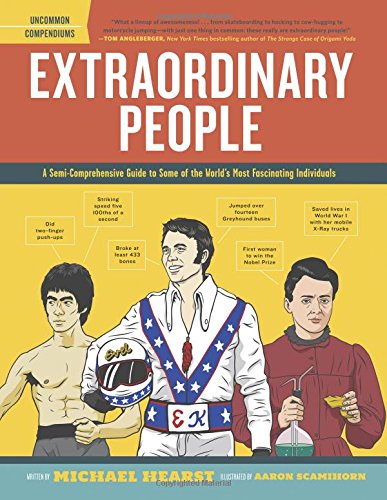 UNCOMMON
COMPENDIUMS
"What a lineup of awesomeness! . . . from skateboarding to hocking to cow-hugging to
motorcycle jumping—with just one thing in common: these really are extraordinary people!"
—TOM ANGLEBERGER, New York Times bestselling author of The Strange Case of Origami Yoda
EXTRAORDINARY
PEOPLE
A Semi-Comprehensive Guide to Some of the World's Most Fascinating Individuals
Did
two-finger
push-ups
Striking
speed five
100ths of a
second
Broke at
least 433
bones
Jumped over
fourteen
Greyhound buses
First woman
to win the
Nobel Prize
Saved lives in
World War I
with her mobile
X-Ray trucks
Evel
EK
WRITTEN BY MICHAEL HEARST ILLUSTRATED BY AARON SCAMIHORN
Copyrighted Material